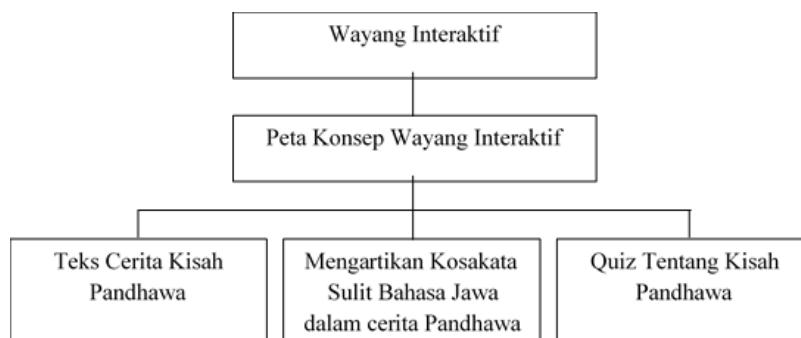 Wayang Interaktif
Peta Konsep Wayang Interaktif
Teks Cerita Kisah
Pandhawa
Mengartikan Kosakata
Sulit Bahasa Jawa
dalam cerita Pandhawa
Quiz Tentang Kisah
Pandhawa